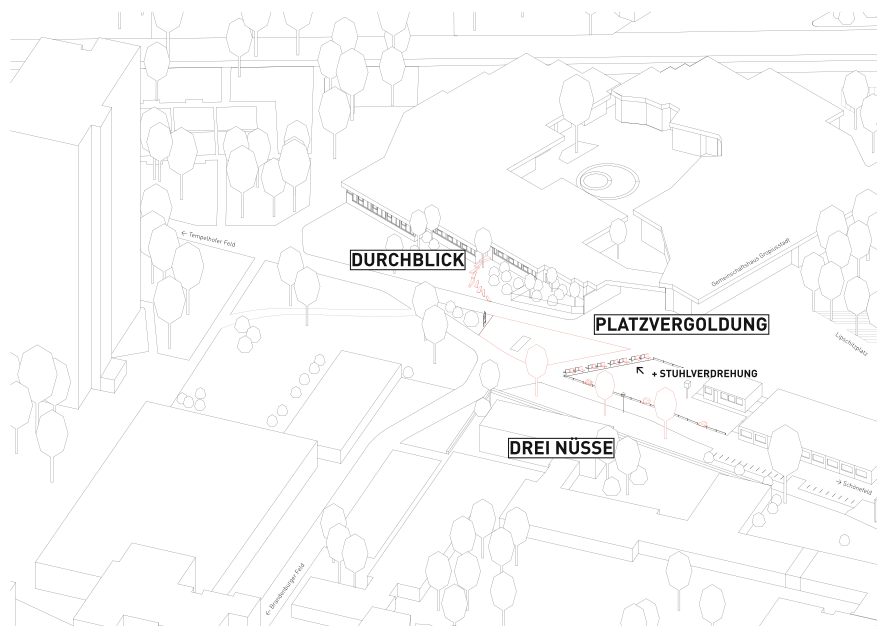 ← Tempelhofer Feld
DURCHBLICK
Gemeinschaftshaus Gropiusstadt
PLATZVERGOLDUNG
Lipschitzplatz
+ STUHLVERDREHUNG
DREI NÜSSE
→ Schönefeld
← Brandenburger Feld